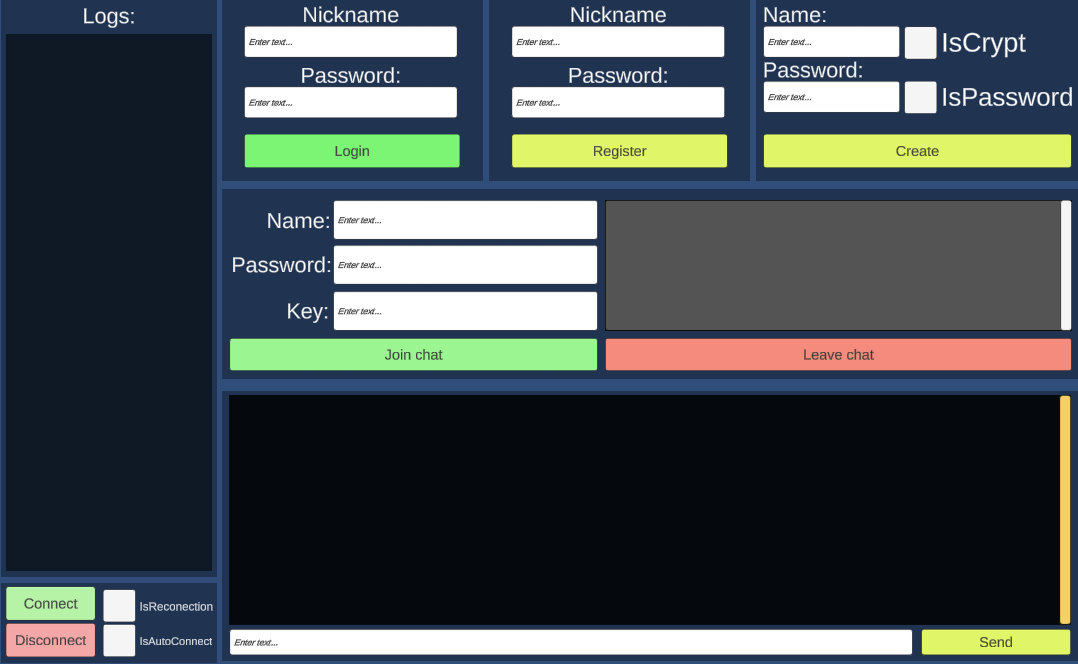 Logs:
Connect
IsReconection
Disconnect
IsAutoConnect
Nickname
Enter text...
Password:
Enter text...
Login
Nickname
Enter text...
Password:
Enter text...
Register
Name:
Enter text...
IsCrypt
Password:
Enter text...
IsPassword
Create
Name:
Enter text...
Password:
Enter text...
Key:
Enter text...
Join chat
Leave chat
Enter text...
Send